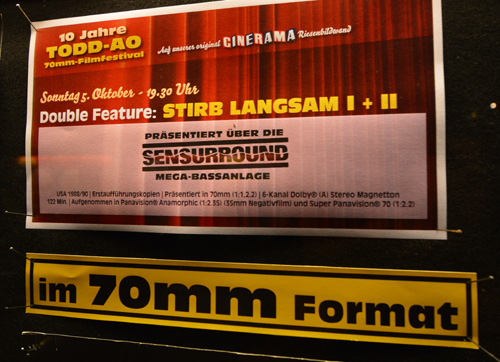 10 Jahre
TODD-AO
70mm-Filmfestival
Auf unserer original CINERAMA Riesenbildwand
Sonntag 5. Oktober - 19.30 Uhr
Double Feature: STIRB LANGSAM I + II
PRÄSENTIERT ÜBER DIE
SENSURROUND
MEGA-BASSANLAGE
USA 1988/90 | Erstaufführungskopien | Präsentiert in 70mm (1:2.2) | 6-Kanal Dolby® (A) Stereo Magnetton
122 Min. | Aufgenommen in Panavision® Anamorphic (1:2.35) (35mm Negativfilm) und Super Panavision® 70 (1:2.2)
im 70mm Format